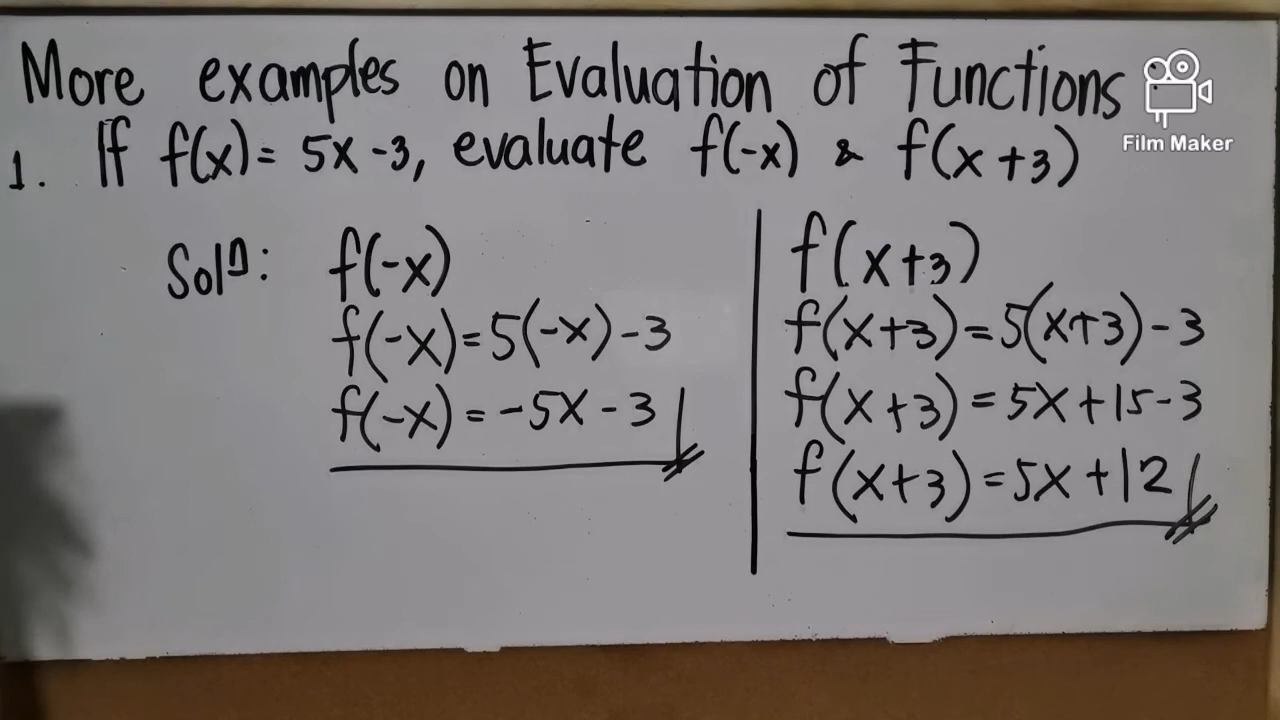 More examples on Evaluation of Functions
Film Maker
1. If f(x) = 5x - 3, evaluate f(-x) & f(x+3)
Soln: f(-x)
f(-x) = 5(-x) - 3
f(-x) = -5x - 3
f(x+3)
f(x+3) = 5(x+3) - 3
f(x+3) = 5x + 15 - 3
f(x+3) = 5x + 12